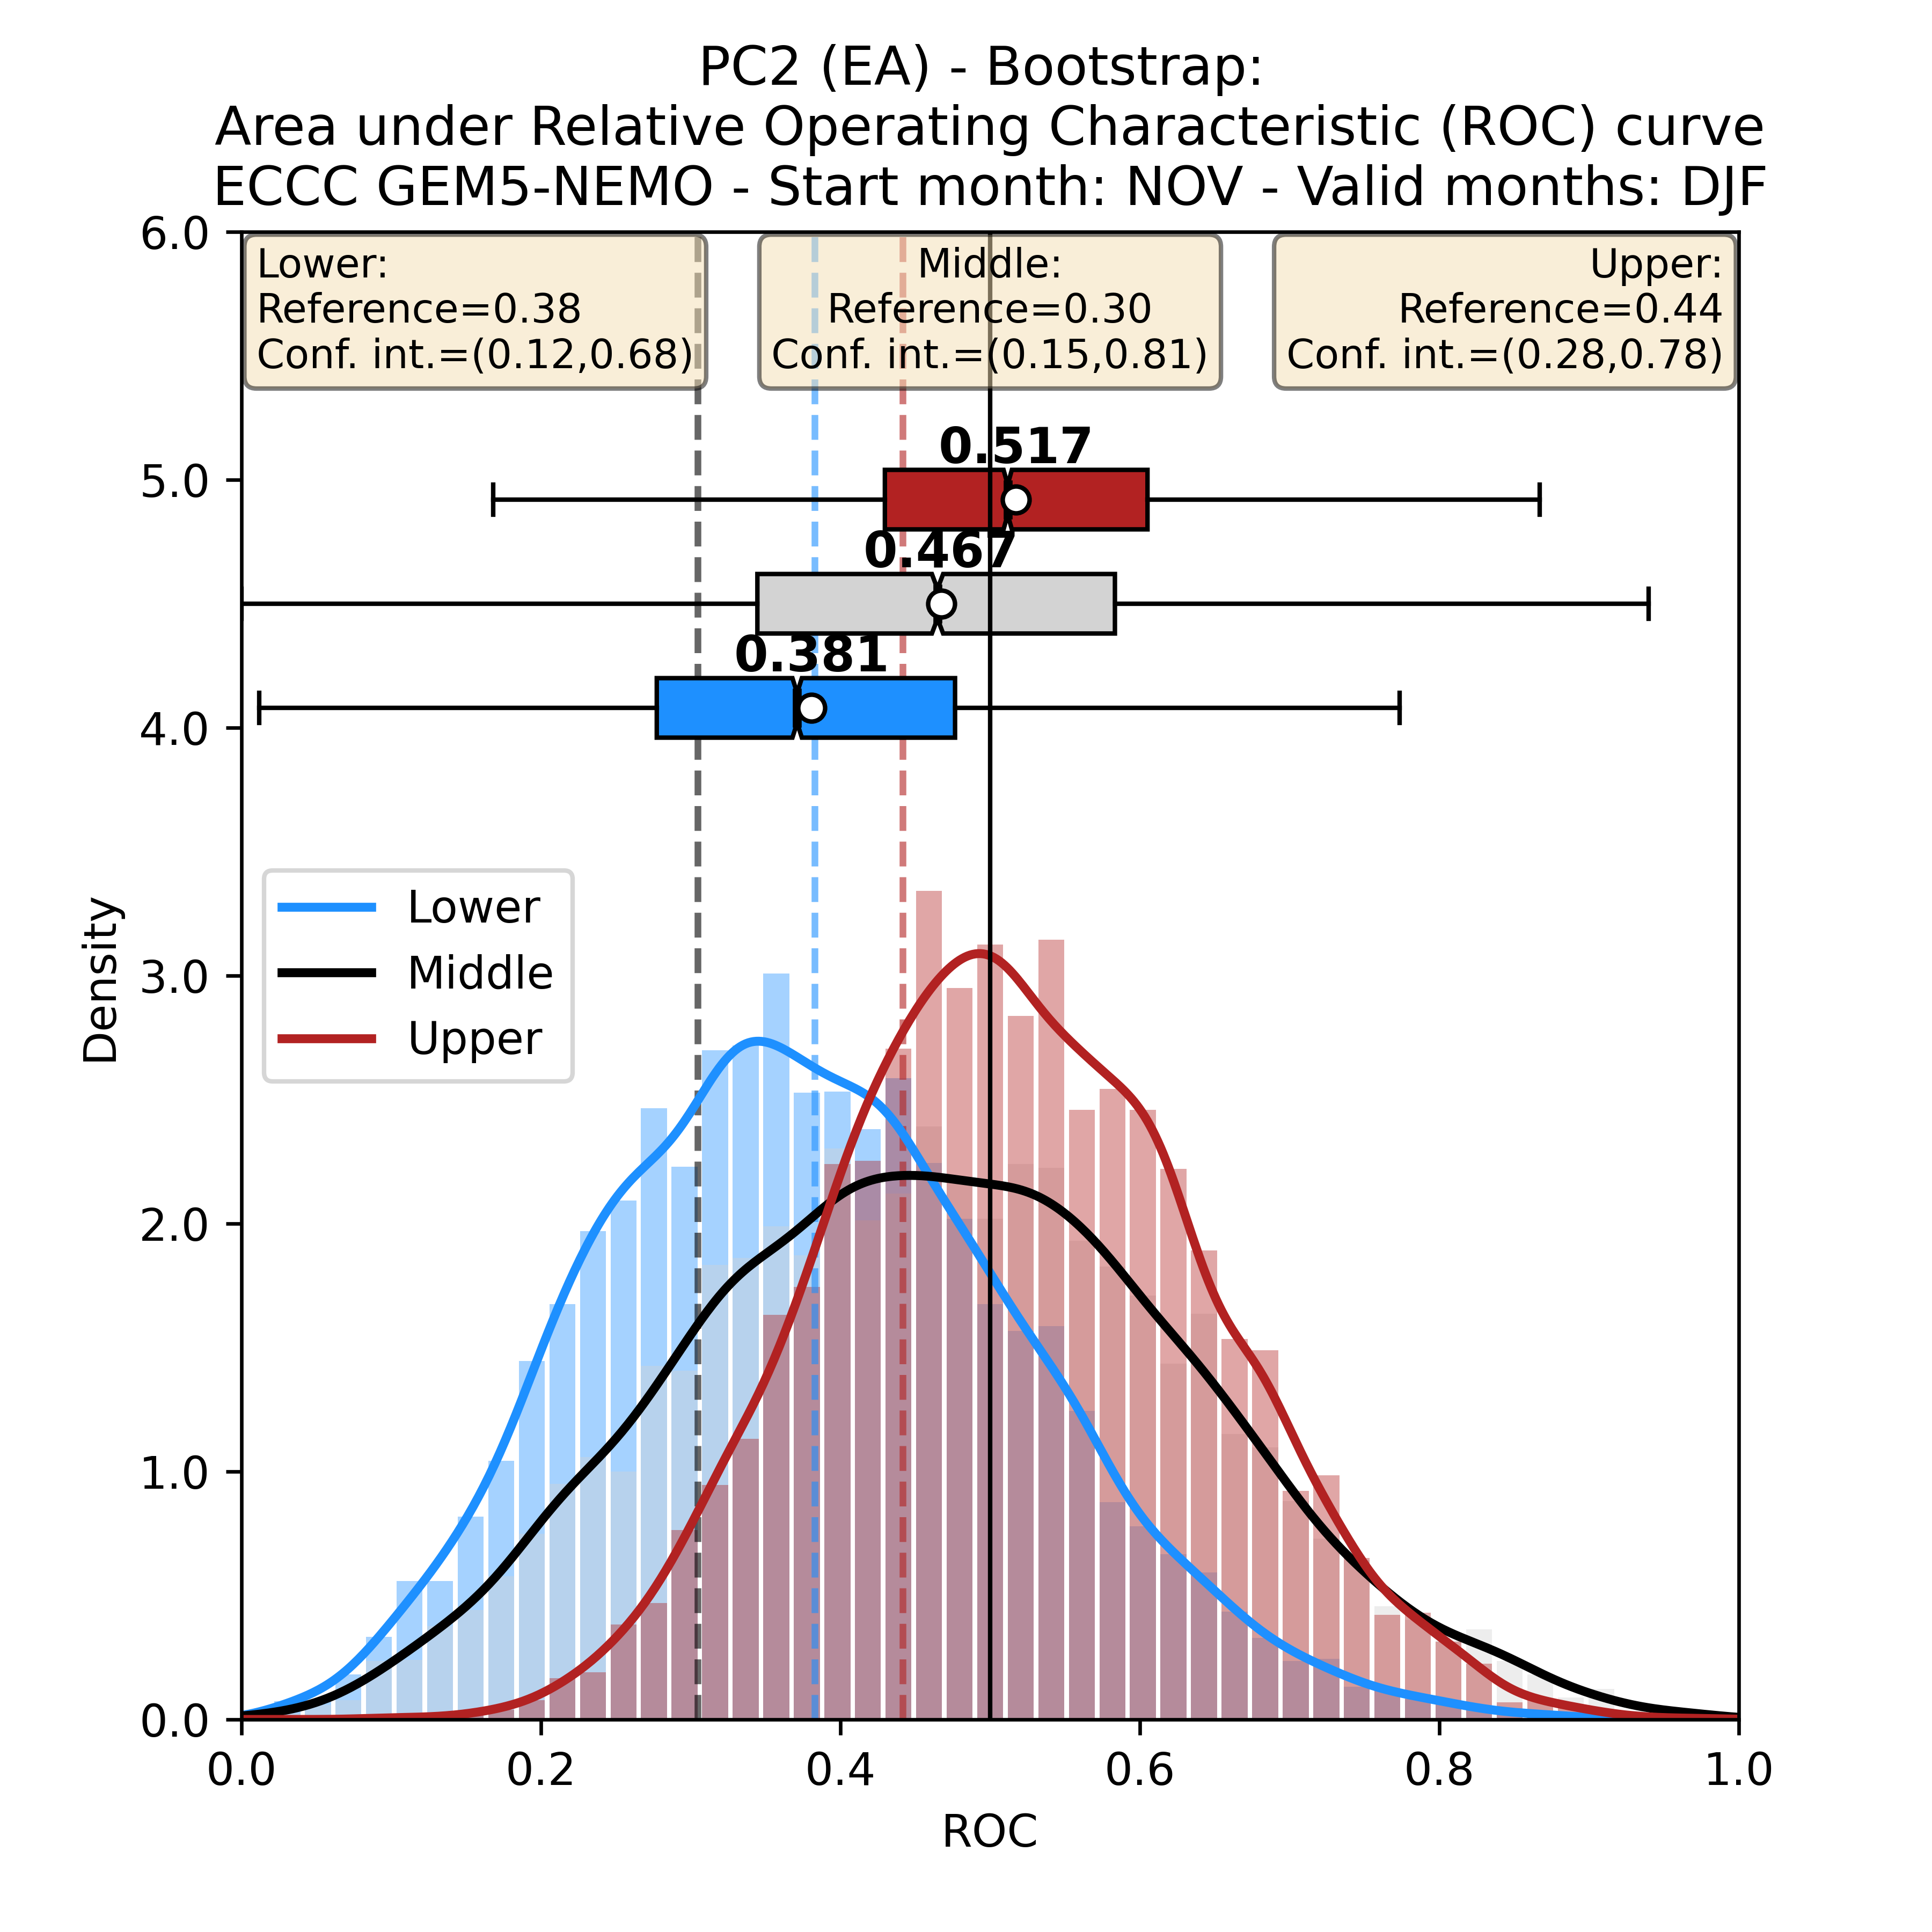 PC2 (EA) - Bootstrap:
Area under Relative Operating Characteristic (ROC) curve
ECCC GEM5-NEMO - Start month: NOV - Valid months: DJF
Lower:
Reference=0.38
Conf. int.=(0.12,0.68)
Middle:
Reference=0.30
Conf. int.=(0.15,0.81)
Upper:
Reference=0.44
Conf. int.=(0.28,0.78)
0.517
0.467
0.381
Lower
Middle
Upper
Density
6.0
5.0
4.0
3.0
2.0
1.0
0.0
0.0
0.2
0.4
0.6
0.8
1.0
ROC